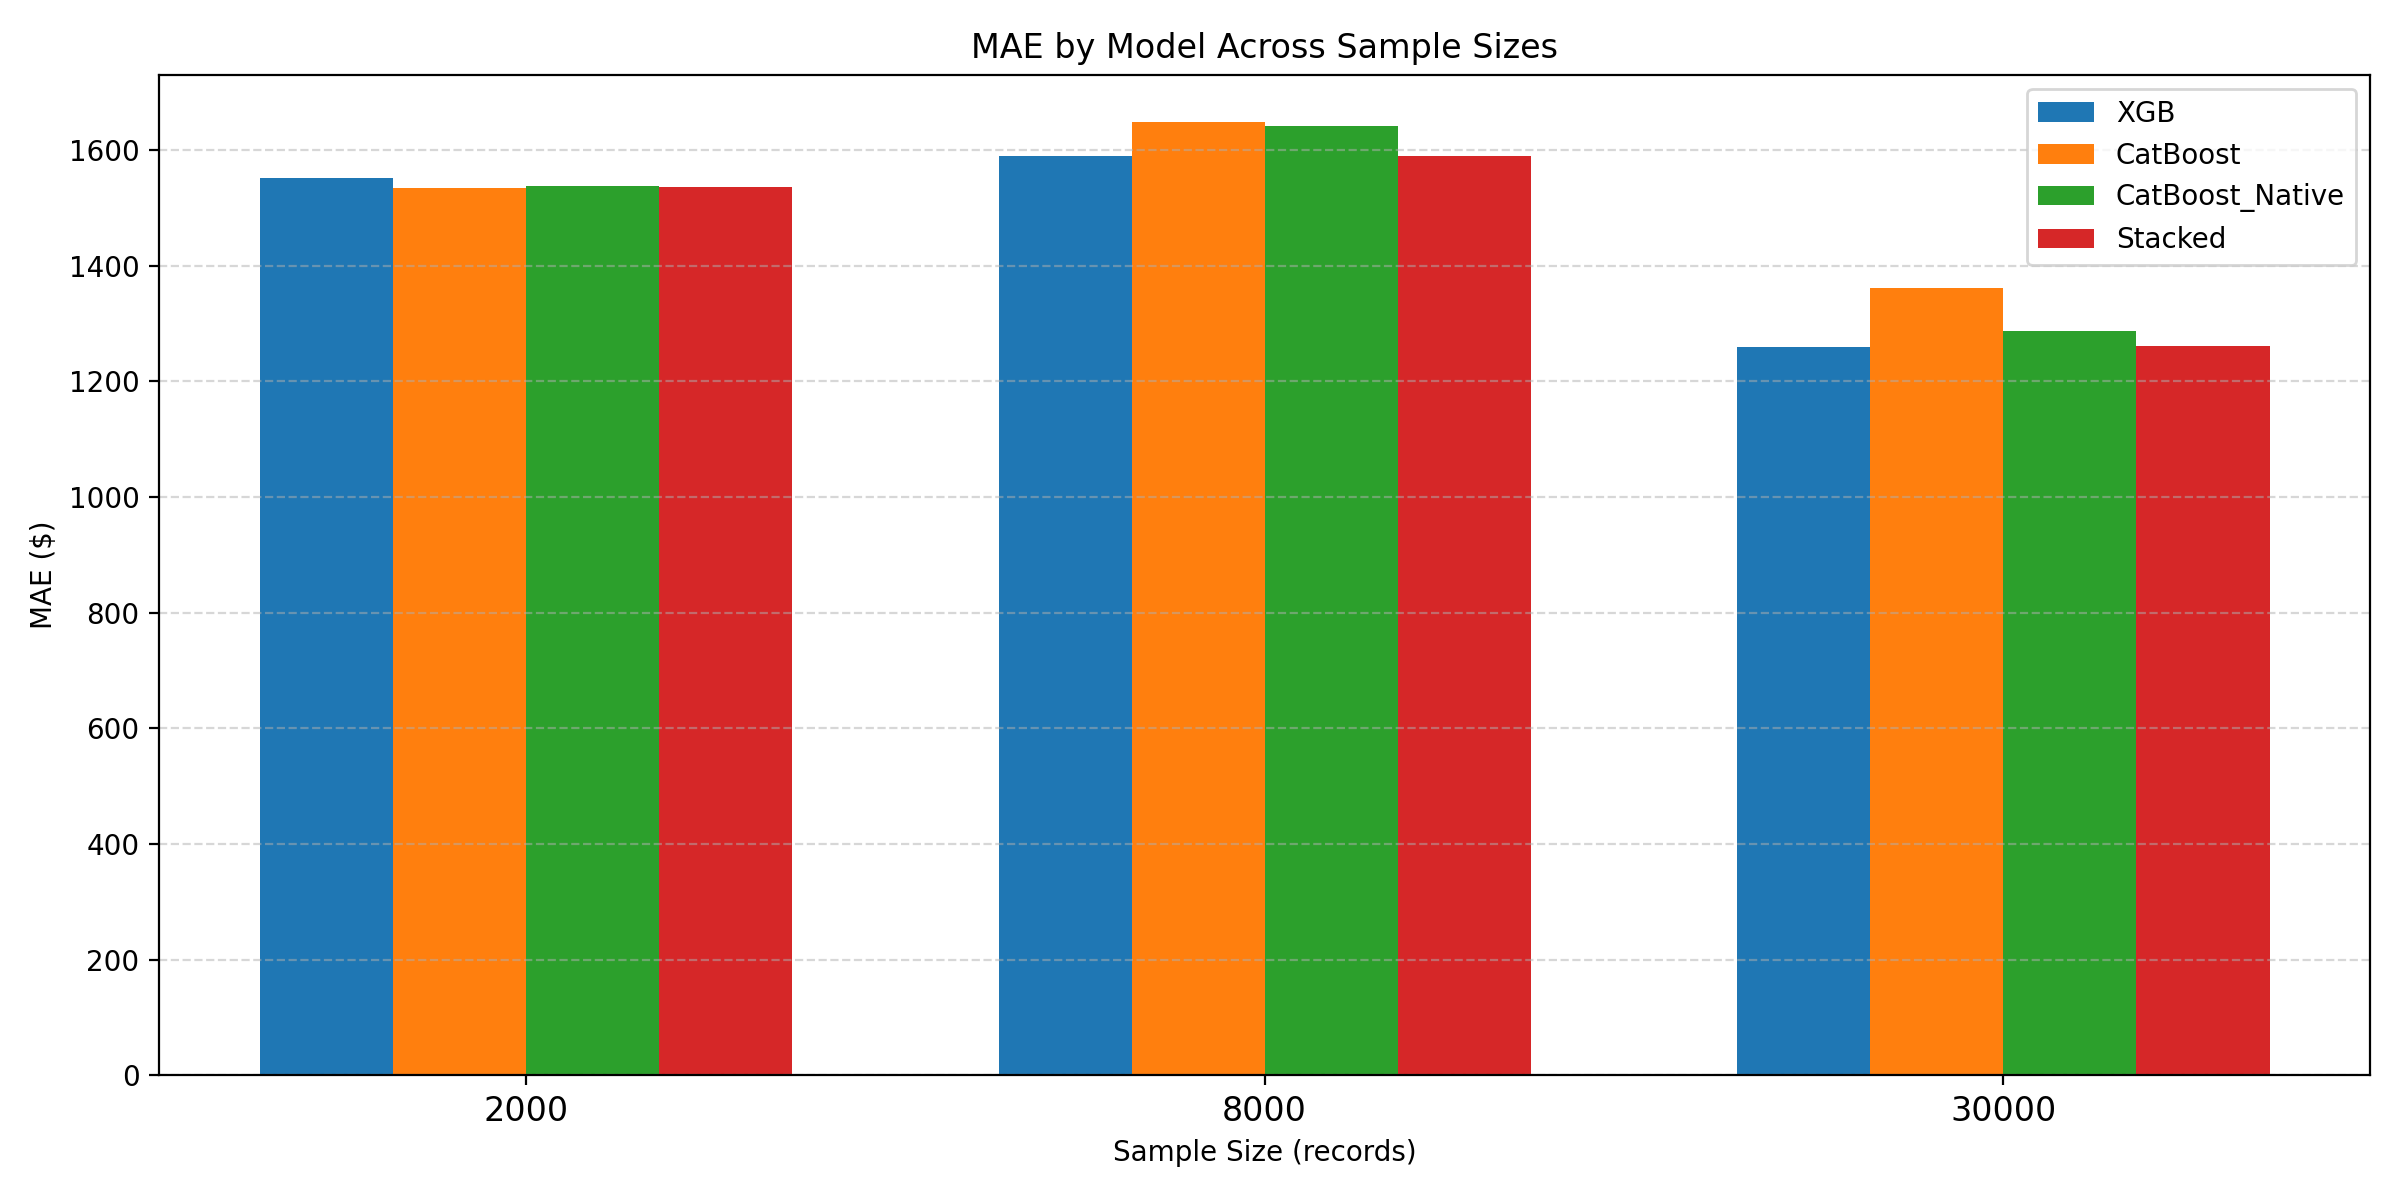 MAE by Model Across Sample Sizes
XGB
CatBoost
CatBoost_Native
Stacked
MAE ($)
1600
1400
1200
1000
800
600
400
200
0
2000
8000
30000
Sample Size (records)